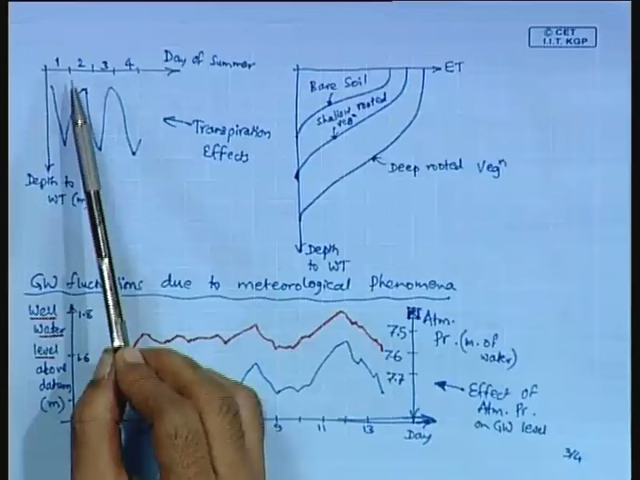 © CET
I.I.T. KGP
1 2 3 4
Day of Summer
Depth to
WT
Transpiration
Effects
ET
Bare Soil
Shallow rooted
vegn
Deep rooted Vegn
Depth
to WT
GW due to meteorological Phenomena
Well
Water
level
above
datum
(m)
1.8
1.6
75
76
77
Atm.
Pr. (m. of
water)
Effect of
Atm. Pr.
on GW level
9 11 13
Day
3/4